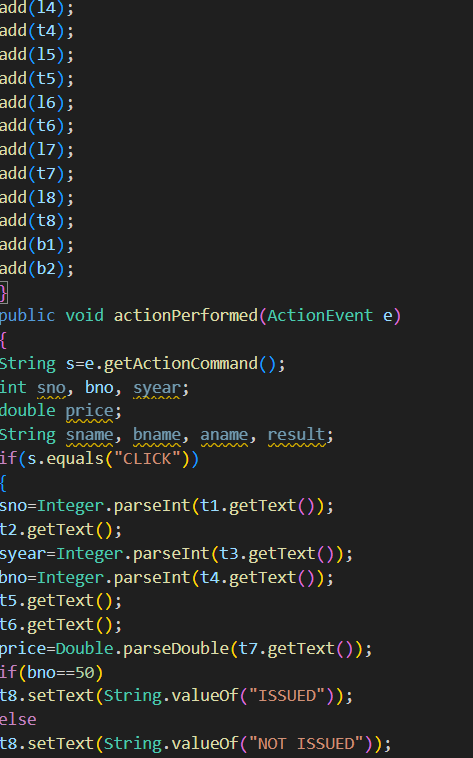 add(l4);
add(t4);
add(l5);
add(t5);
add(l6);
add(t6);
add(l7);
add(t7);
add(l8);
add(t8);
add(b1);
add(b2);
}
public void actionPerformed(ActionEvent e)
{
String s=e.getActionCommand();
int sno, bno, syear;
double price;
String sname, bname, aname, result;
if(s.equals("CLICK"))
{
sno=Integer.parseInt(t1.getText());
t2.getText();
syear=Integer.parseInt(t3.getText());
bno=Integer.parseInt(t4.getText());
t5.getText();
t6.getText();
price=Double.parseDouble(t7.getText());
if(bno==50)
t8.setText(String.valueOf("ISSUED"));
else
t8.setText(String.valueOf("NOT ISSUED"));